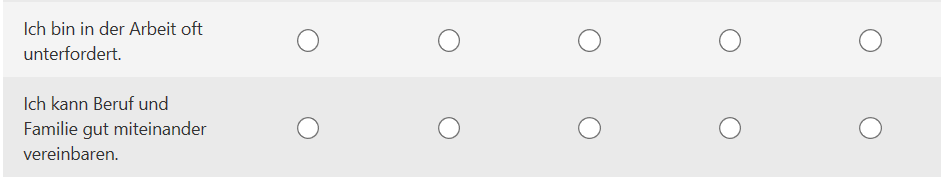 Ich bin in der Arbeit oft
unterfordert.
Ich kann Beruf und
Familie gut miteinander
vereinbaren.